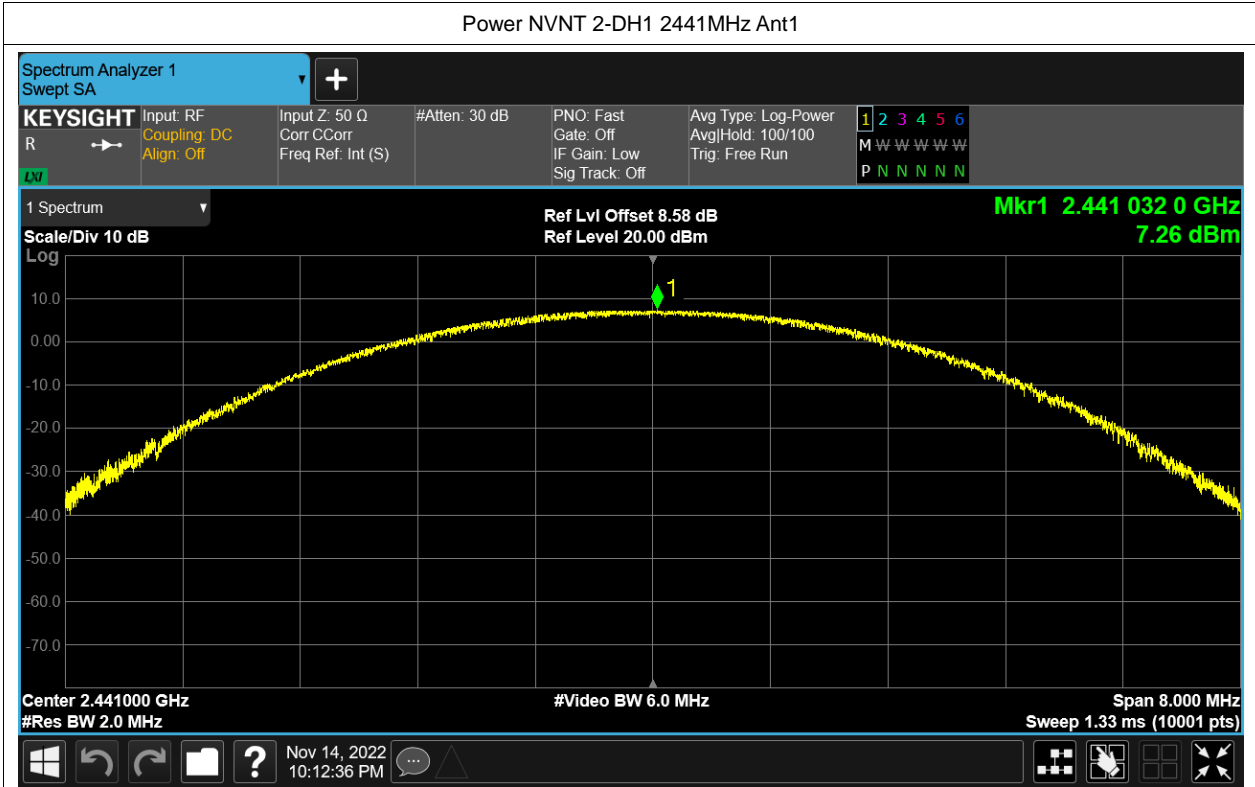 Power NVNT 2-DH1 2441MHz Ant1
Spectrum Analyzer 1
Swept SA
KEYSIGHT
R
LXI
Input: RF
Coupling: DC
Align: Off
Input Z: 50 Ω
Corr CCorr
Freq Ref: Int (S)
#Atten: 30 dB
PNO: Fast
Gate: Off
IF Gain: Low
Sig Track: Off
Avg Type: Log-Power
Avg|Hold: 100/100
Trig: Free Run
1 2 3 4 5 6
M W W W W W
P N N N N N
1 Spectrum
Scale/Div 10 dB
Log
Ref Lvl Offset 8.58 dB
Ref Level 20.00 dBm
Mkr1 2.441 032 0 GHz
7.26 dBm
1
10.0
0.00
-10.0
-20.0
-30.0
-40.0
-50.0
-60.0
-70.0
Center 2.441000 GHz
#Res BW 2.0 MHz
#Video BW 6.0 MHz
Span 8.000 MHz
Sweep 1.33 ms (10001 pts)
?
Nov 14, 2022
10:12:36 PM